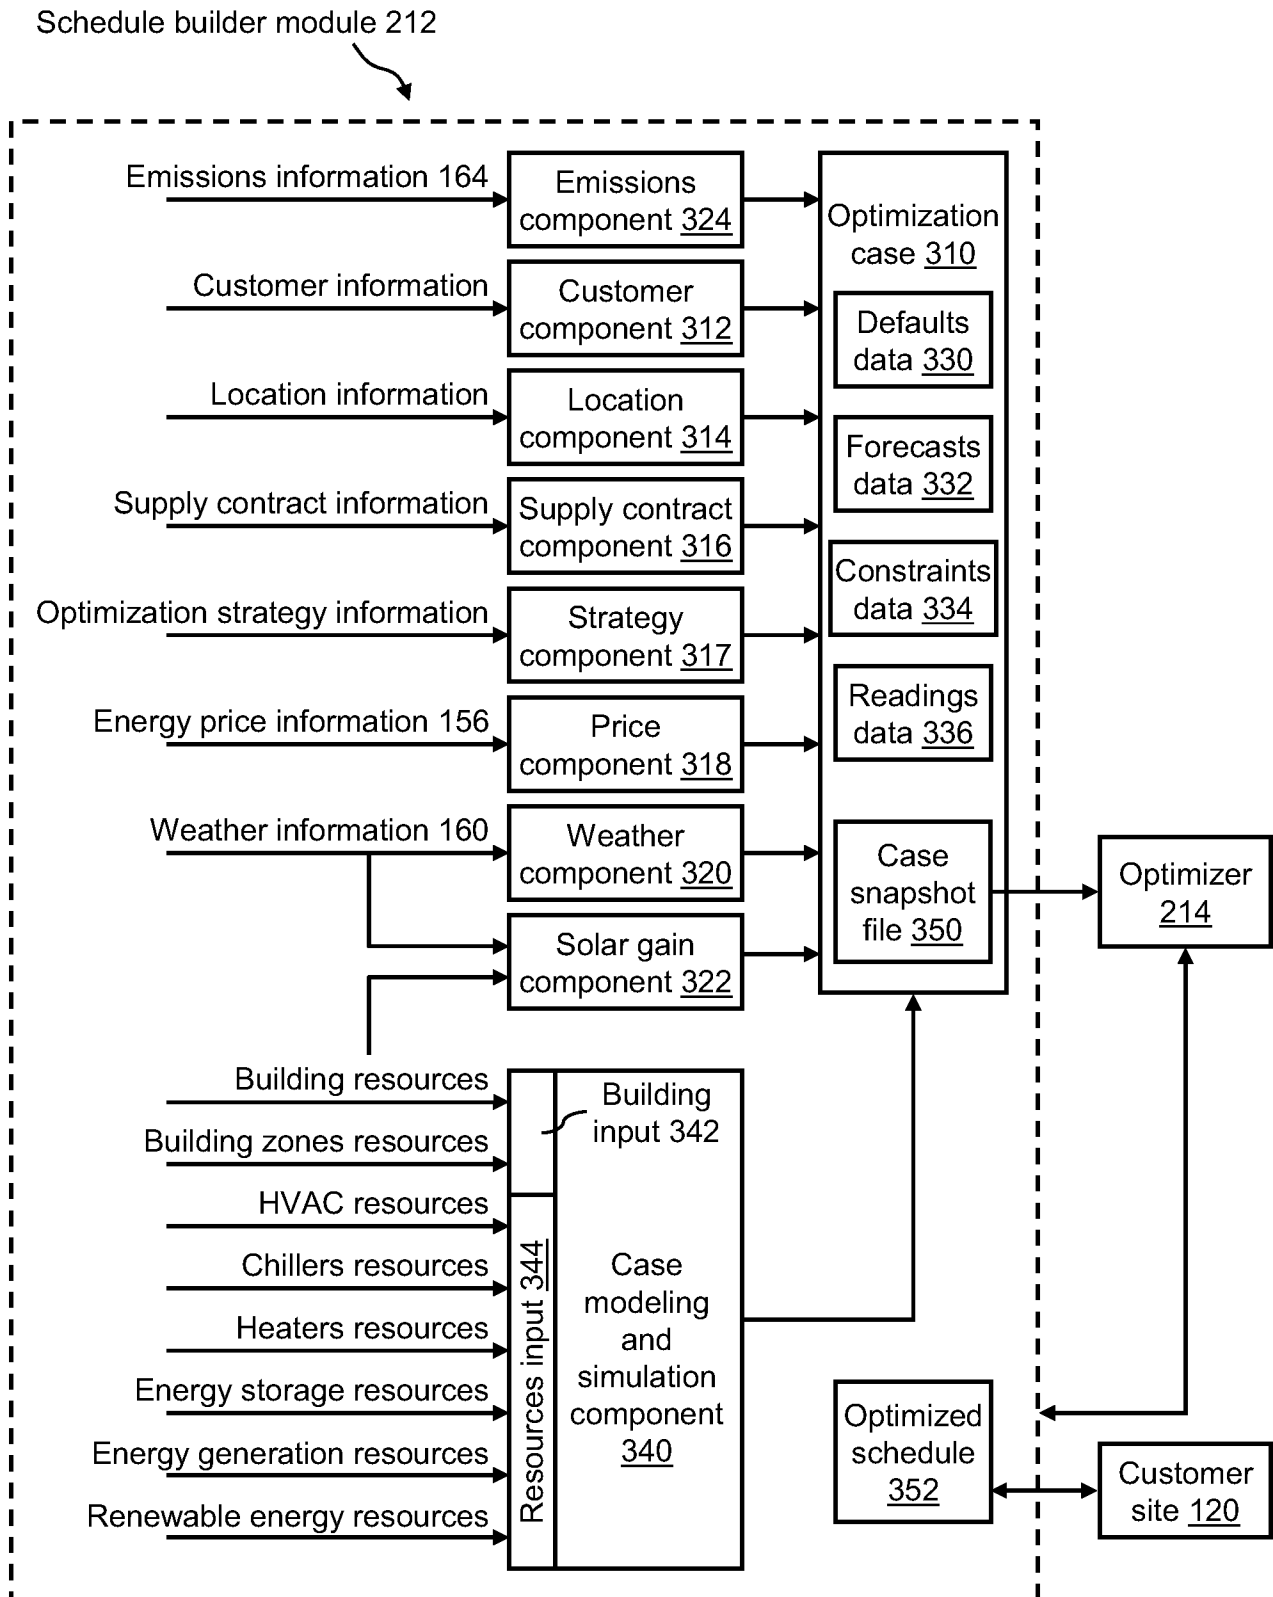 Schedule builder module 212
Emissions information 164
Emissions
component 324
Customer information
Customer
component 312
Location information
Location
component 314
Supply contract information
Supply contract
component 316
Optimization strategy information
Strategy
component 317
Energy price information 156
Price
component 318
Weather information 160
Weather
component 320
Solar gain
component 322
Optimization
case 310
Defaults
data 330
Forecasts
data 332
Constraints
data 334
Readings
data 336
Case
snapshot
file 350
Optimizer
214
Building resources
Building zones resources
HVAC resources
Chillers resources
Heaters resources
Energy storage resources
Energy generation resources
Renewable energy resources
Building
input 342
Resources input 344
Case
modeling
and
simulation
component
340
Optimized
schedule
352
Customer
site 120